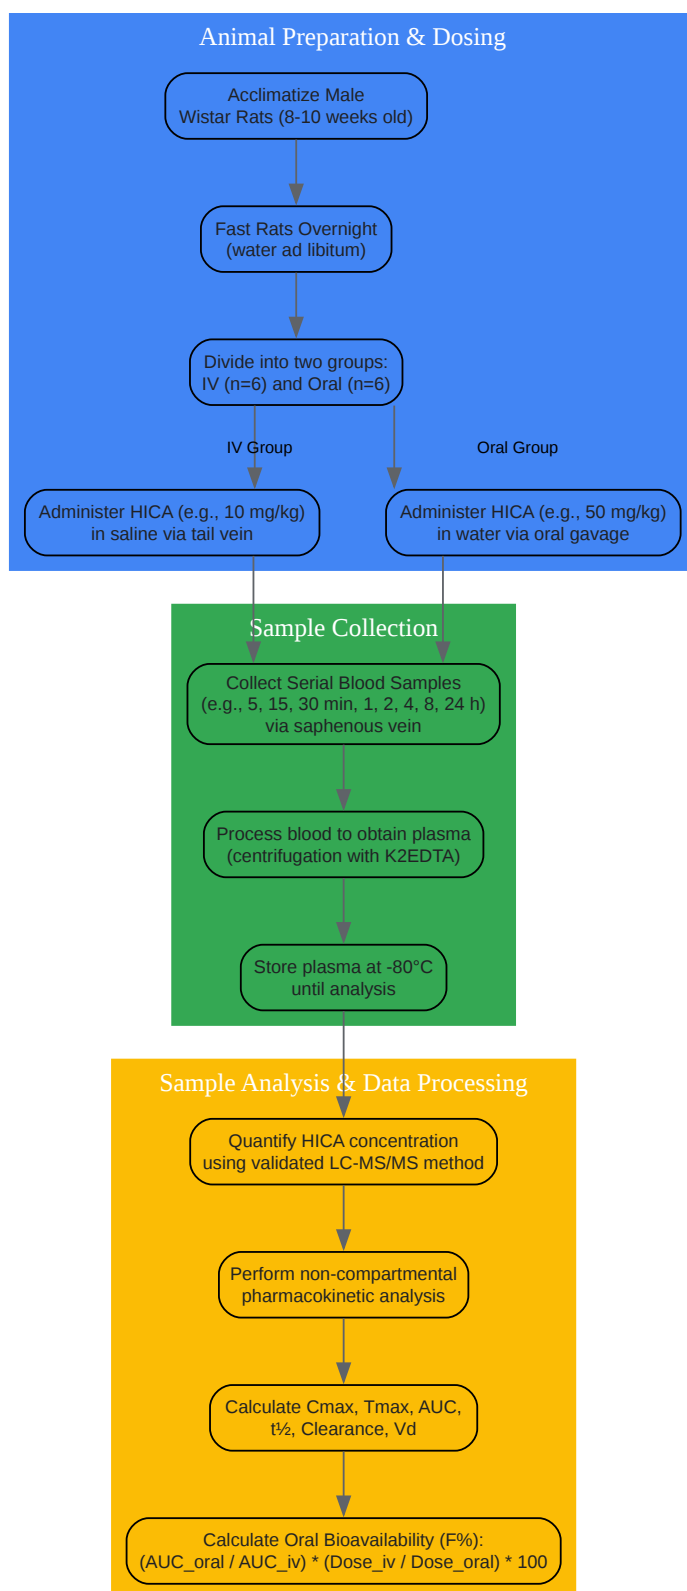 Animal Preparation & Dosing
Acclimatize Male
Wistar Rats (8-10 weeks old)
Fast Rats Overnight
(water ad libitum)
Divide into two groups:
IV (n=6) and Oral (n=6)
IV Group
Oral Group
Administer HICA (e.g., 10 mg/kg)
in saline via tail vein
Administer HICA (e.g., 50 mg/kg)
in water via oral gavage
Sample Collection
Collect Serial Blood Samples
(e.g., 5, 15, 30 min, 1, 2, 4, 8, 24 h)
via saphenous vein
Process blood to obtain plasma
(centrifugation with K2EDTA)
Store plasma at -80°C
until analysis
Sample Analysis & Data Processing
Quantify HICA concentration
using validated LC-MS/MS method
Perform non-compartmental
pharmacokinetic analysis
Calculate Cmax, Tmax, AUC,
t½, Clearance, Vd
Calculate Oral Bioavailability (F%):
(AUC_oral / AUC_iv) * (Dose_iv / Dose_oral) * 100